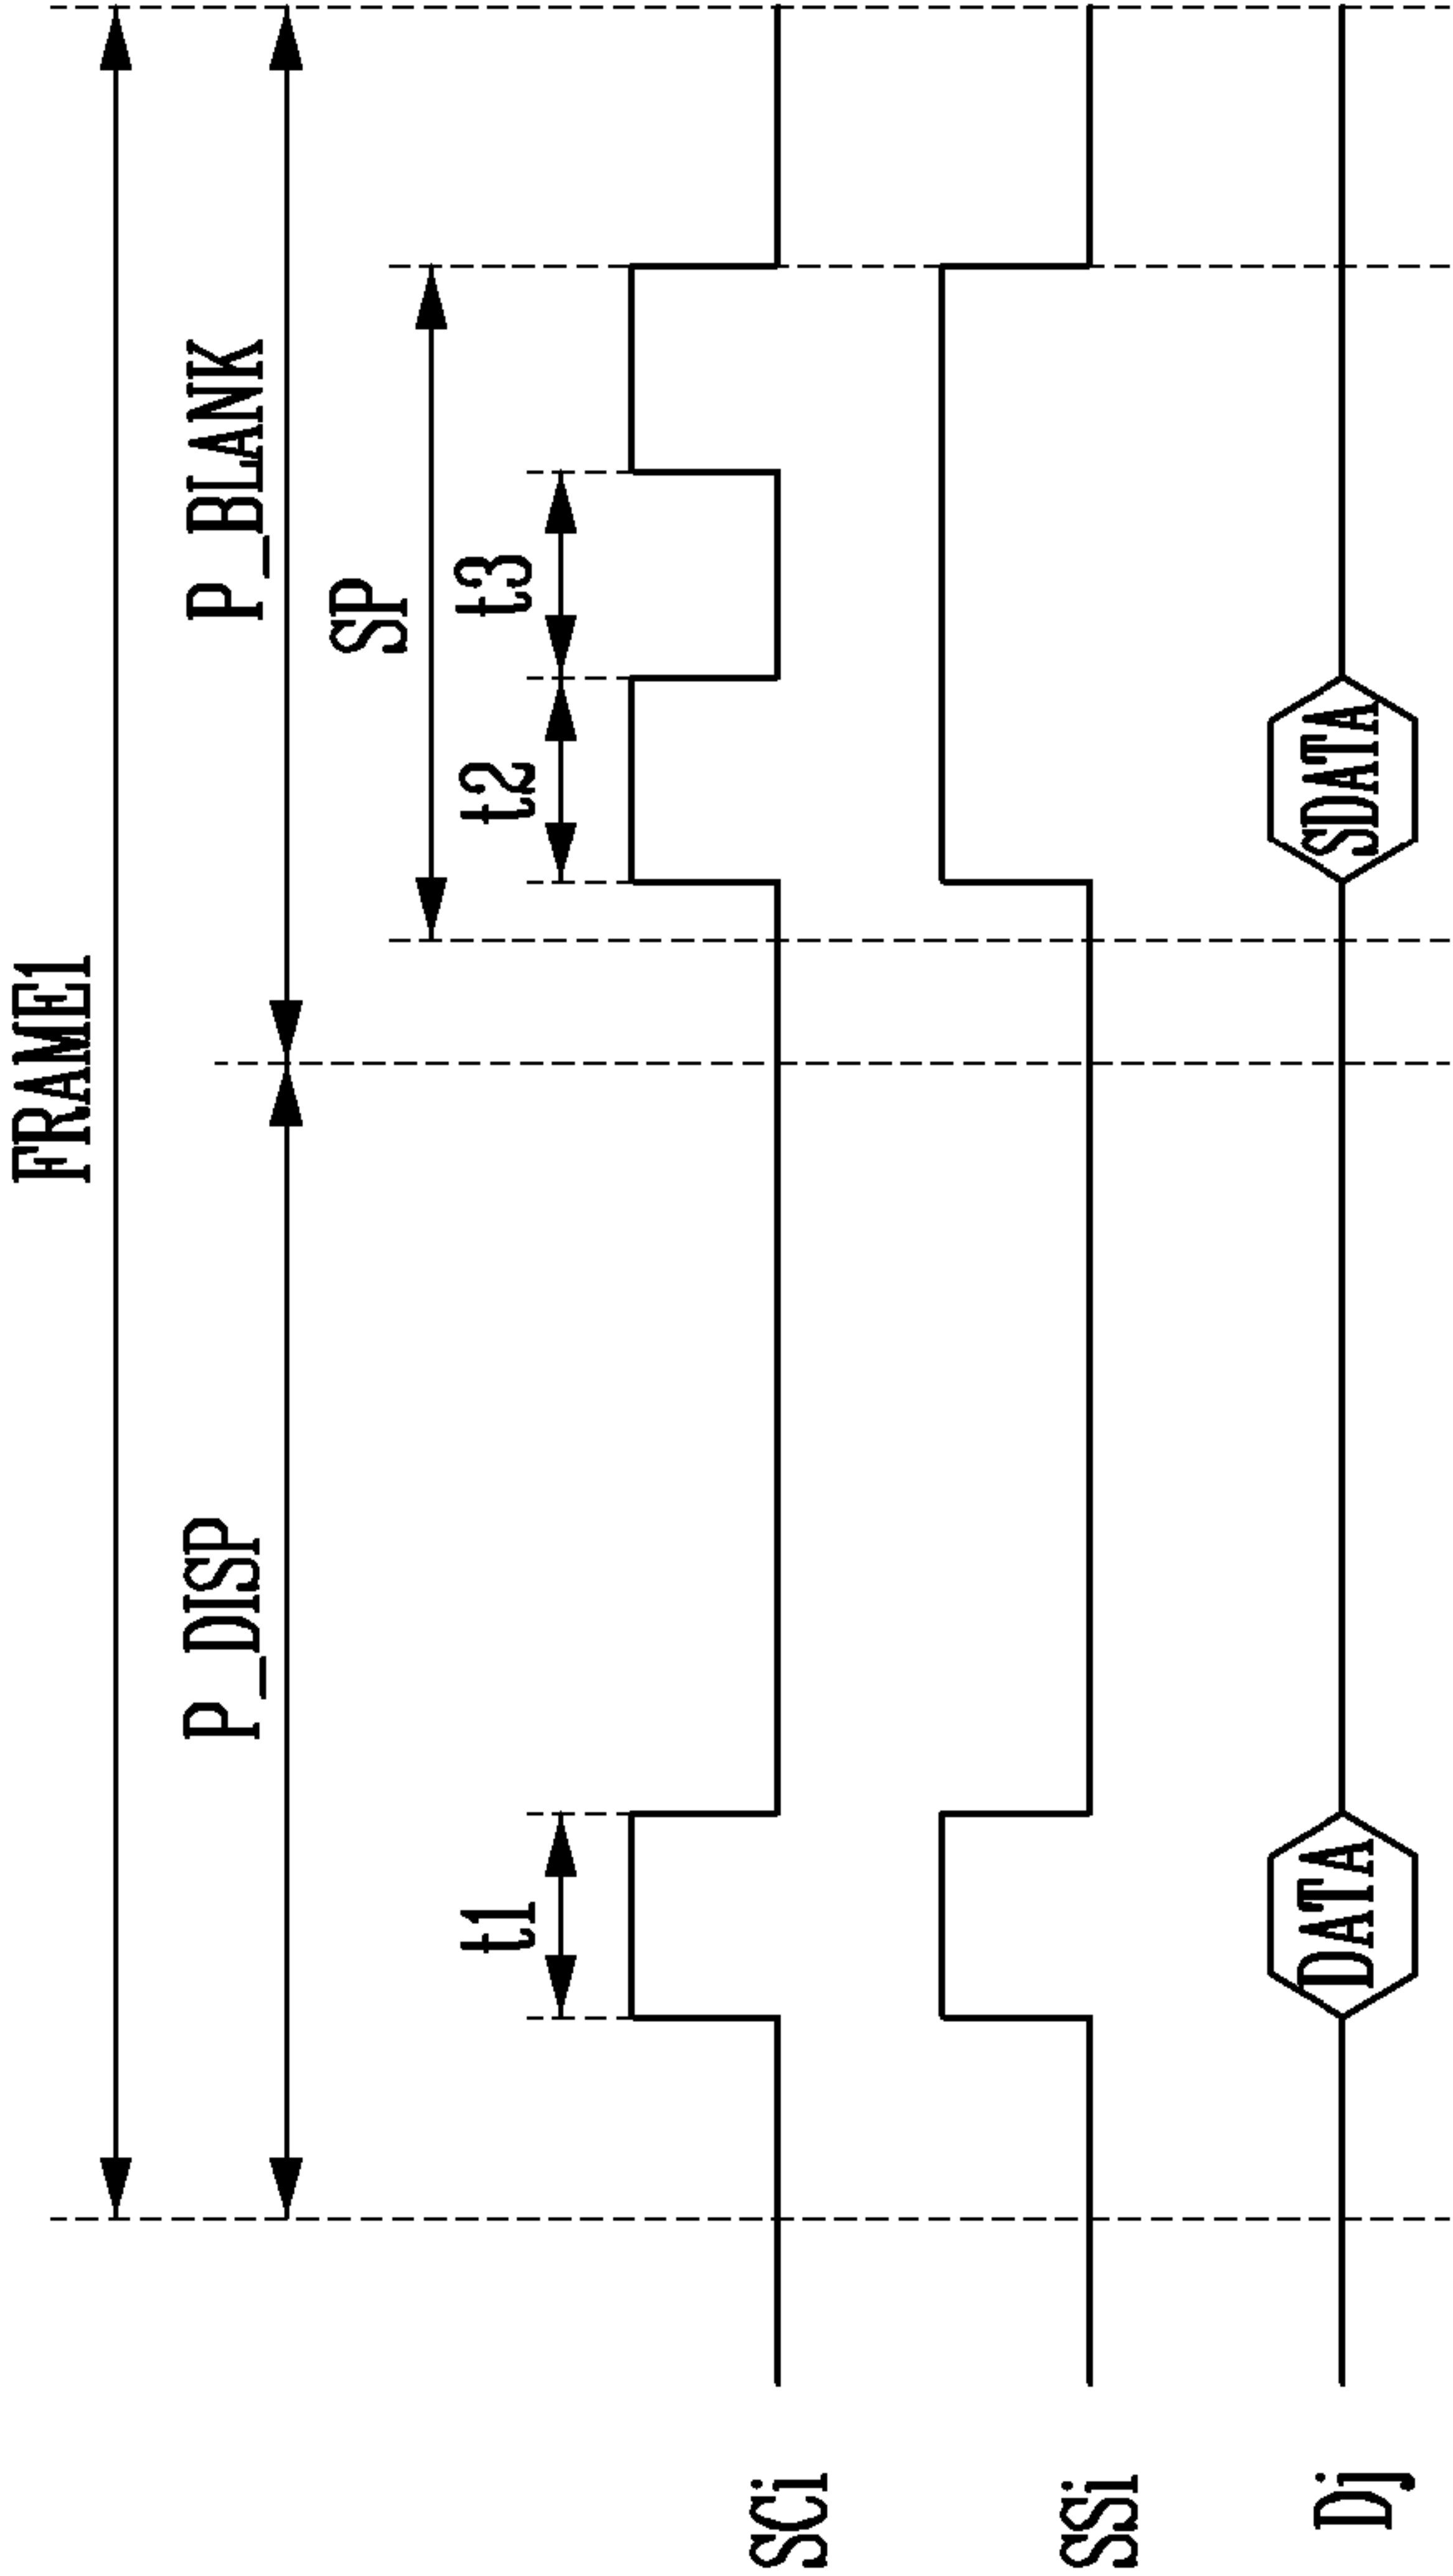 FRAME1
P_DISP
P_BLANK
SP
t1
t2
t3
SCi
SSi
Dj
DATA
SDATA